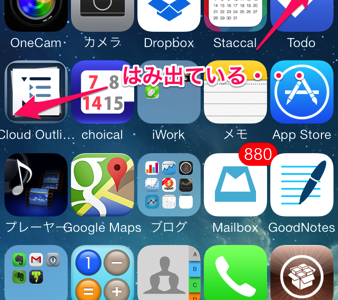 OneCam
カメラ
Dropbox
Staccal
Todo
はみ出ている・・・
7 8
14 15
Cloud Outli...
choical
iWork
メモ
App Store
880
プレーヤー
Google Maps
ブログ
Mailbox
GoodNotes
1
A
B
C
D